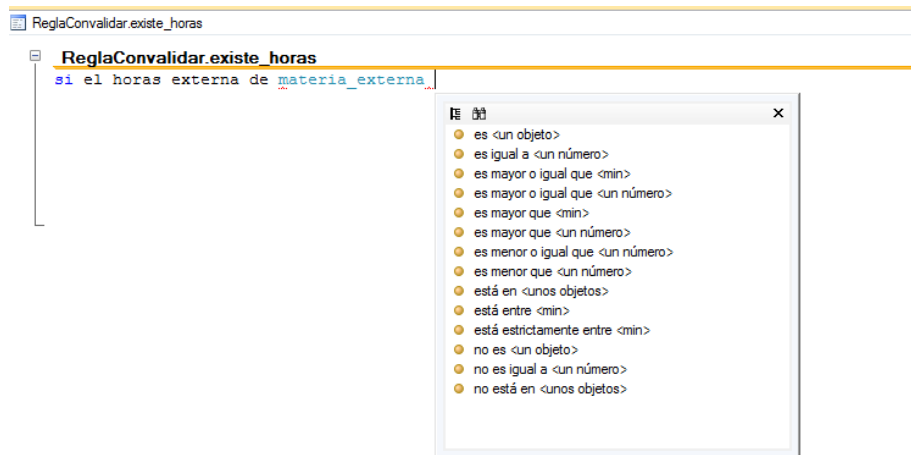 ReglaConvalidar.existe_horas
ReglaConvalidar.existe_horas
si el horas externa de materia_externa
es <un objeto>
es igual a <un número>
es mayor o igual que <min>
es mayor o igual que <un número>
es mayor que <min>
es mayor que <un número>
es menor o igual que <un número>
es menor que <un número>
está en <unos objetos>
está entre <min>
está estrictamente entre <min>
no es <un objeto>
no es igual a <un número>
no está en <unos objetos>